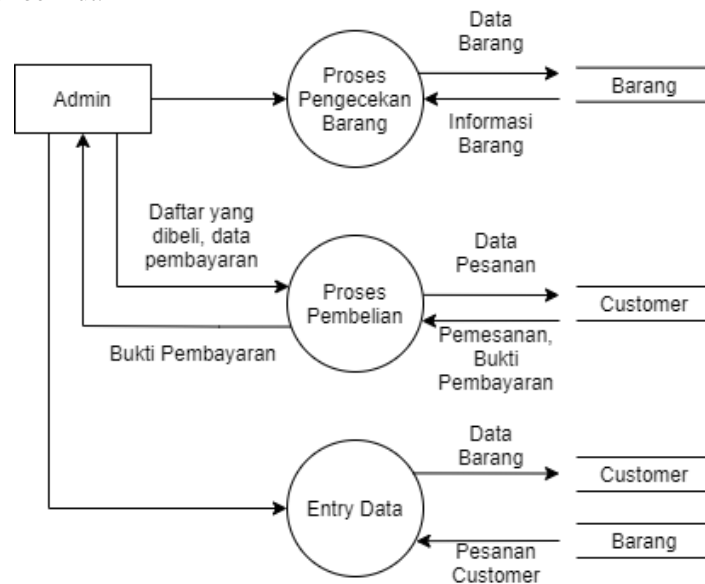 Data
Barang
Admin
Proses
Pengecekan
Barang
Barang
Informasi
Barang
Daftar yang
dibeli, data
pembayaran
Data
Pesanan
Proses
Pembelian
Customer
Bukti Pembayaran
Pemesanan,
Bukti
Pembayaran
Data
Barang
Customer
Entry Data
Barang
Pesanan
Customer